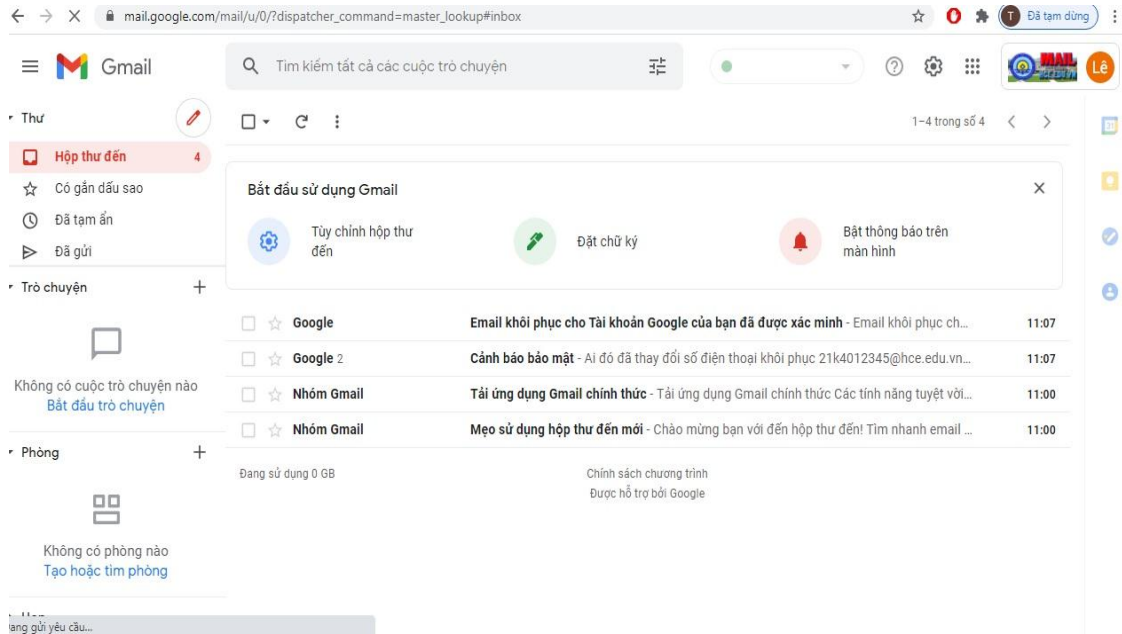 mail.google.com/mail/u/0/?dispatcher_command=master_lookup#inbox
T Đã tạm dừng
Gmail
Tìm kiếm tất cả các cuộc trò chuyện
MAIL
Lê
Thư
1–4 trong số 4
Hộp thư đến 4
Có gắn dấu sao
Đã tạm ẩn
Đã gửi
Bắt đầu sử dụng Gmail
Tùy chỉnh hộp thư
đến
Đặt chữ ký
Bật thông báo trên
màn hình
Trò chuyện
Không có cuộc trò chuyện nào
Bắt đầu trò chuyện
Google Email khôi phục cho Tài khoản Google của bạn đã được xác minh - Email khôi phục ch... 11:07
Google 2 Cảnh báo bảo mật - Ai đó đã thay đổi số điện thoại khôi phục 21k4012345@hce.edu.vn... 11:07
Nhóm Gmail Tải ứng dụng Gmail chính thức - Tải ứng dụng Gmail chính thức Các tính năng tuyệt vời... 11:00
Nhóm Gmail Mẹo sử dụng hộp thư đến mới - Chào mừng bạn với đến hộp thư đến! Tìm nhanh email ... 11:00
Phòng
Không có phòng nào
Tạo hoặc tìm phòng
Đang sử dụng 0 GB
Chính sách chương trình
Được hỗ trợ bởi Google
ang gửi yêu cầu...